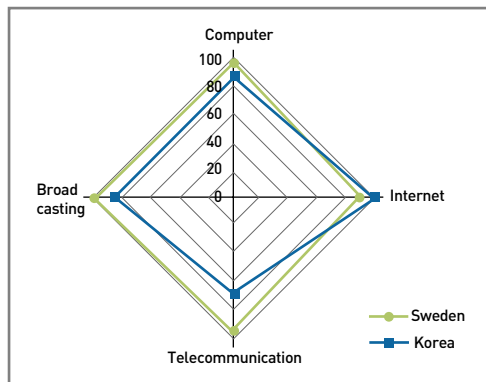 Computer
100
80
60
40
20
0
Broad
casting
Internet
Telecommunication
Sweden
Korea